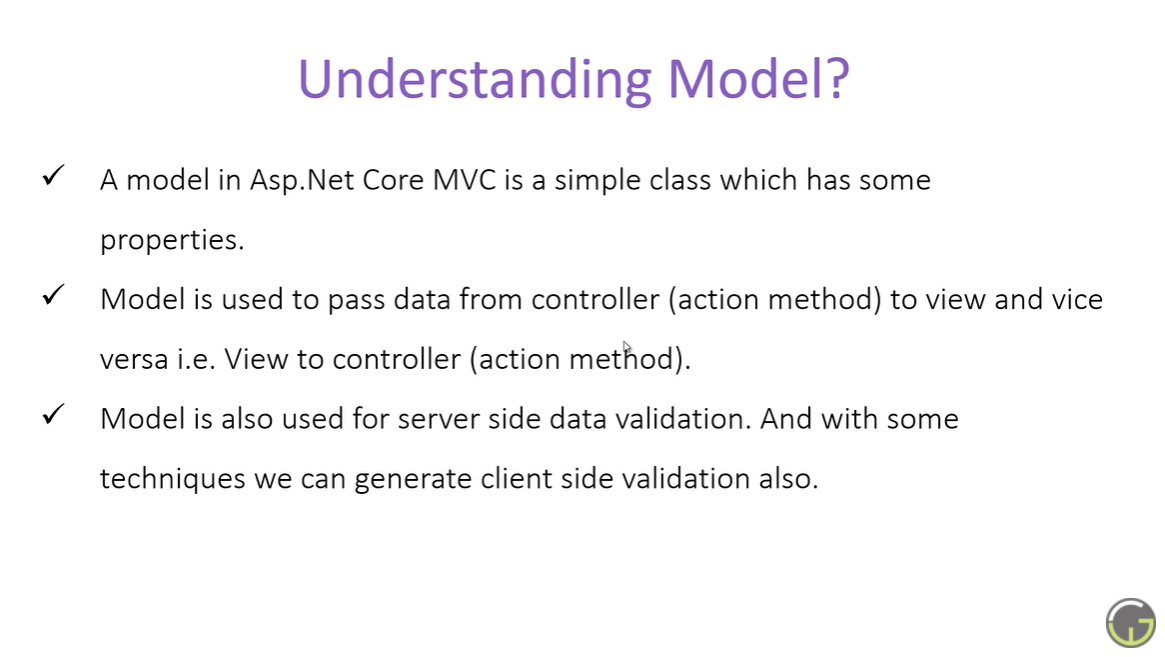 Understanding Model?
A model in Asp.Net Core MVC is a simple class which has some
properties.
Model is used to pass data from controller (action method) to view and vice
versa i.e. View to controller (action method).
Model is also used for server side data validation. And with some
techniques we can generate client side validation also.